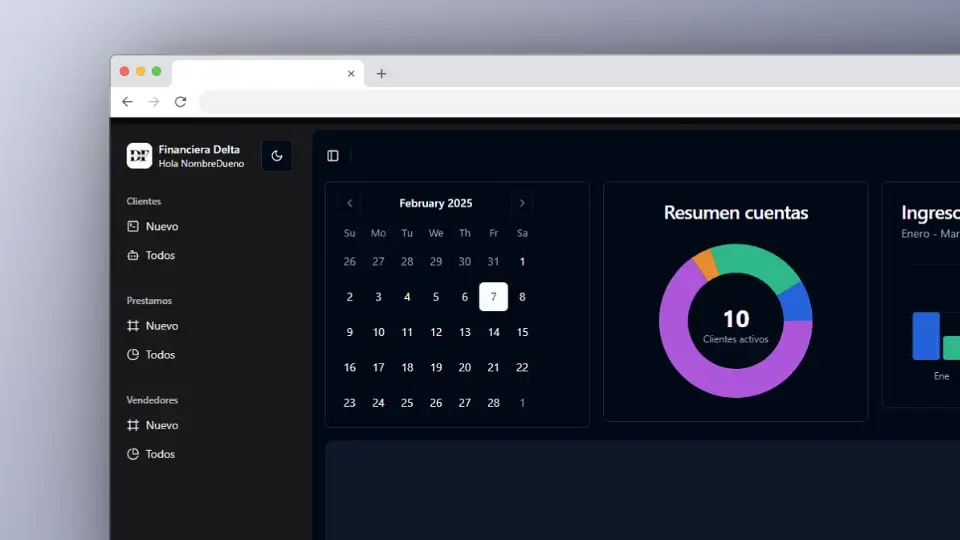 DF
Financiera Delta
Hola NombreDueno
Clientes
Nuevo
Todos
Prestamos
Nuevo
Todos
Vendedores
Nuevo
Todos
February 2025
Su Mo Tu We Th Fr Sa
26 27 28 29 30 31 1
2 3 4 5 6 7 8
9 10 11 12 13 14 15
16 17 18 19 20 21 22
23 24 25 26 27 28 1
Resumen cuentas
10
Clientes activos
Ingreso
Enero - Mar
Ene